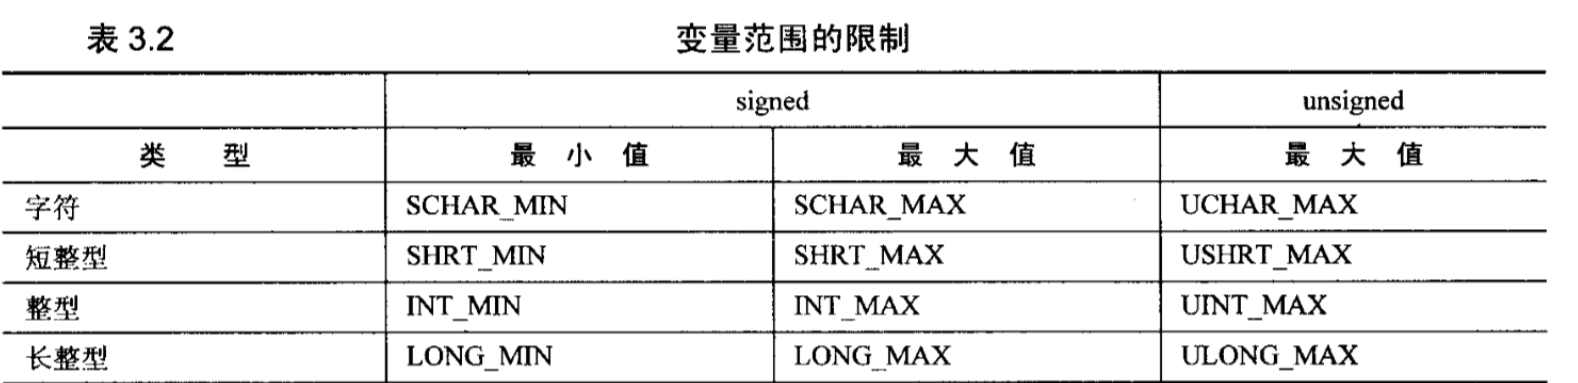 表 3.2 变量范围的限制
signed unsigned
类 型 最 小 值 最 大 值 最 大 值
字符 SCHAR_MIN SCHAR_MAX UCHAR_MAX
短整型 SHRT_MIN SHRT_MAX USHRT_MAX
整型 INT_MIN INT_MAX UINT_MAX
长整型 LONG_MIN LONG_MAX ULONG_MAX